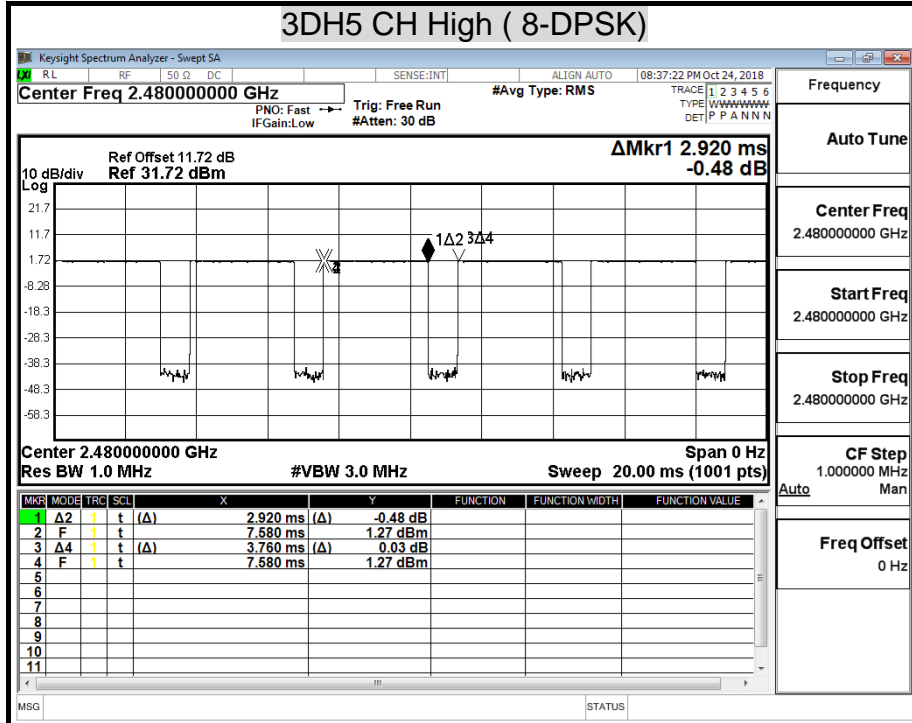 3DH5 CH High ( 8-DPSK)
Keysight Spectrum Analyzer - Swept SA
LXI RL RF 50 Ω DC SENSE:INT ALIGN AUTO 08:37:22 PM Oct 24, 2018
Center Freq 2.480000000 GHz
PNO: Fast
IFGain:Low
Trig: Free Run
#Atten: 30 dB
#Avg Type: RMS
TRACE 1 2 3 4 5 6
TYPE WWWWWW
DET P P A N N N
ΔMkr1 2.920 ms
-0.48 dB
Ref Offset 11.72 dB
10 dB/div Ref 31.72 dBm
Log
21.7
11.7
1.72
-8.28
-18.3
-28.3
-38.3
-48.3
-58.3
1Δ2 3Δ4
Center 2.480000000 GHz Span 0 Hz
Res BW 1.0 MHz #VBW 3.0 MHz Sweep 20.00 ms (1001 pts)
MKR MODE TRC SCL X Y FUNCTION FUNCTION WIDTH FUNCTION VALUE
1 Δ2 1 t (Δ) 2.920 ms (Δ) -0.48 dB
2 F 1 t 7.580 ms 1.27 dBm
3 Δ4 1 t (Δ) 3.760 ms (Δ) 0.03 dB
4 F 1 t 7.580 ms 1.27 dBm
5
6
7
8
9
10
11
MSG STATUS
Frequency
Auto Tune
Center Freq
2.480000000 GHz
Start Freq
2.480000000 GHz
Stop Freq
2.480000000 GHz
CF Step
1.000000 MHz
Auto Man
Freq Offset
0 Hz